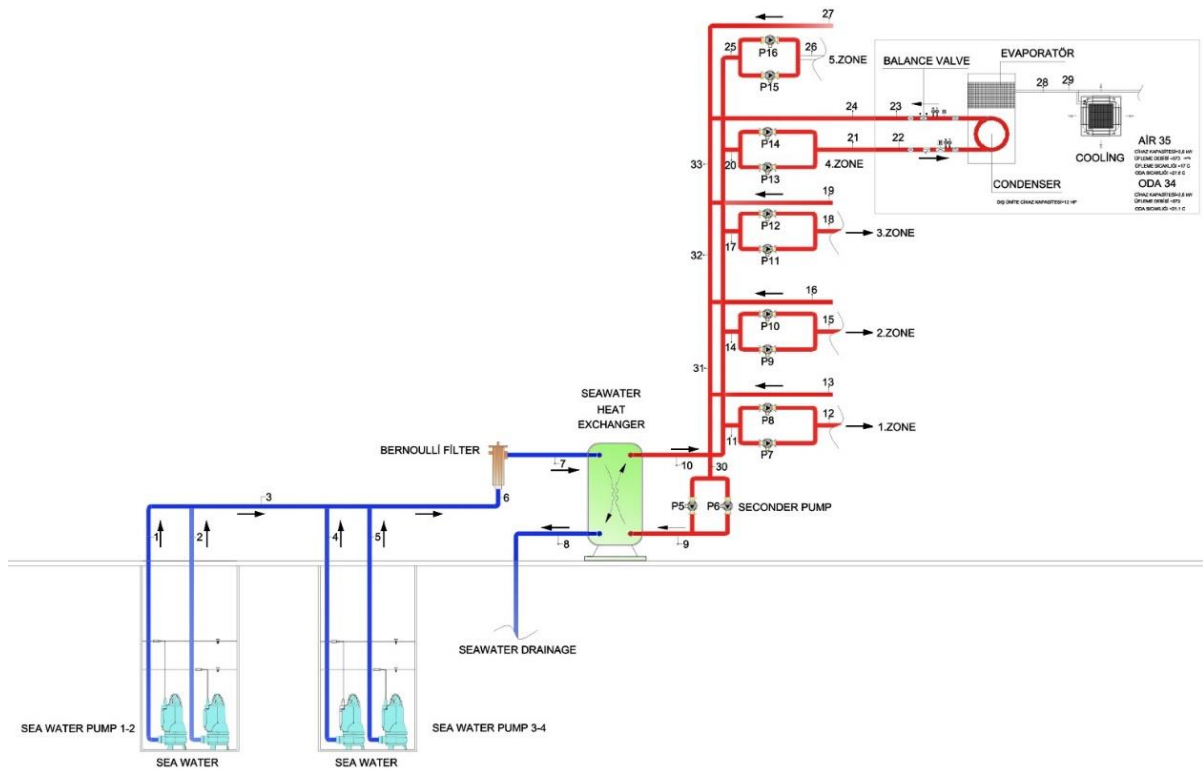 27
25
P16
26
5.ZONE
P15
EVAPORATÖR
BALANCE VALVE
28
29
24
23
COOLİNG
AİR 35
ODA 34
CONDENSER
P14
20
P13
21
22
4.ZONE
33
19
P12
18
17
P11
3.ZONE
32
16
P10
15
14
P9
2.ZONE
31
13
P8
12
11
P7
1.ZONE
SEAWATER
HEAT
EXCHANGER
BERNOULLİ FİLTER
7
10
30
6
3
P5
P6
SECONDER PUMP
1
2
4
5
8
9
SEAWATER DRAINAGE
SEA WATER PUMP 1-2
SEA WATER PUMP 3-4
SEA WATER
SEA WATER